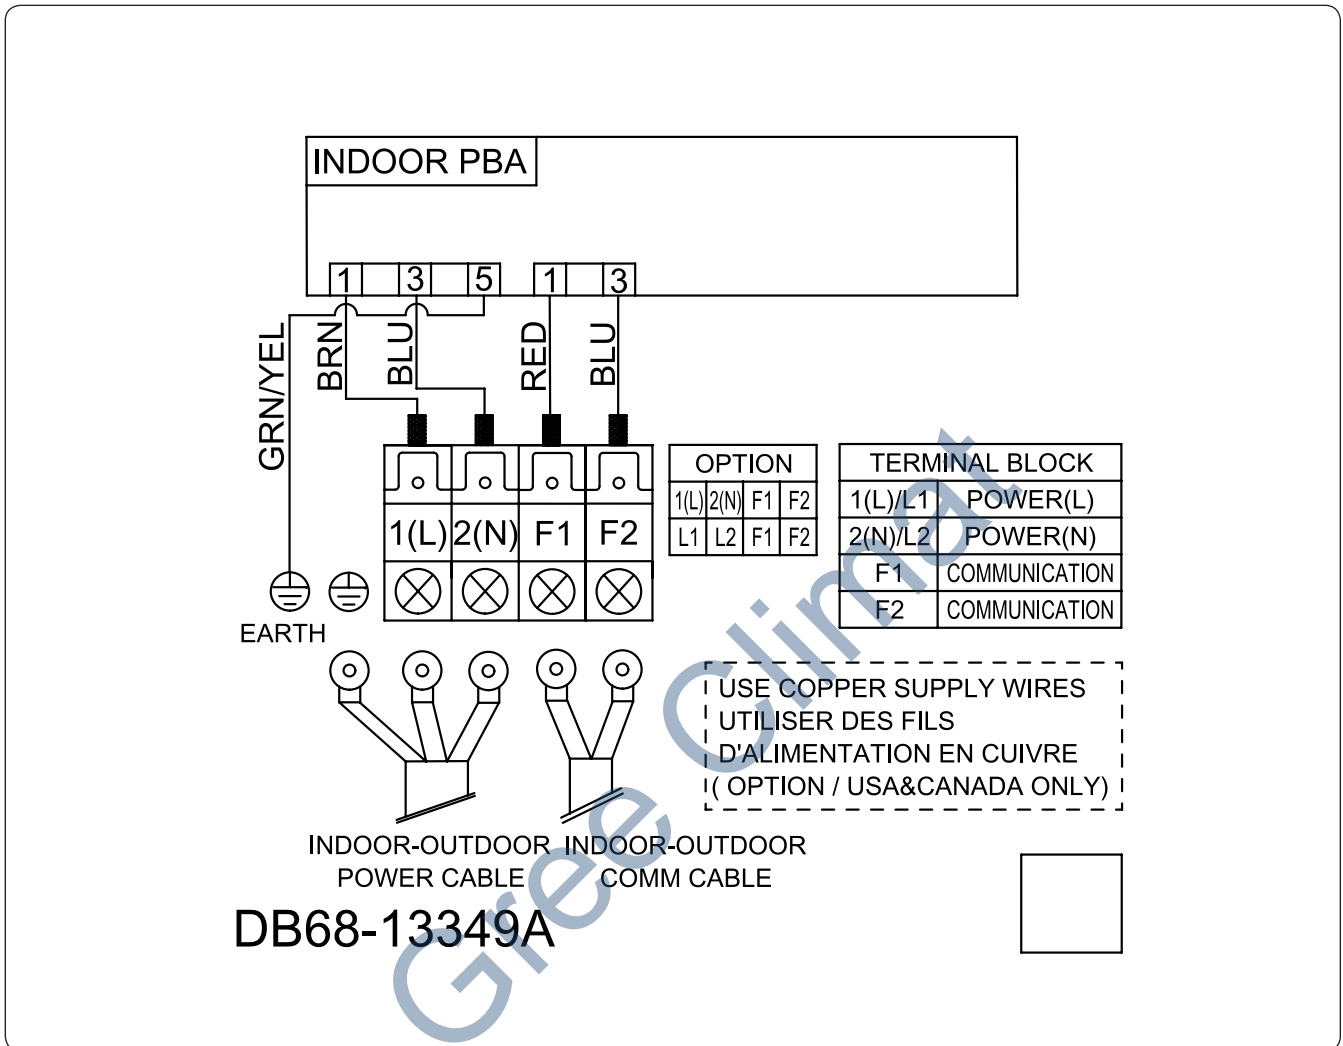 INDOOR PBA
1 3 5 1 3
GRN/YEL
BRN
BLU
RED
BLU
1(L) 2(N) F1 F2
EARTH
OPTION
1(L) 2(N) F1 F2
L1 L2 F1 F2
TERMINAL BLOCK
1(L)/L1 POWER(L)
2(N)/L2 POWER(N)
F1 COMMUNICATION
F2 COMMUNICATION
USE COPPER SUPPLY WIRES
UTILISER DES FILS
D'ALIMENTATION EN CUIVRE
( OPTION / USA&CANADA ONLY)
INDOOR-OUTDOOR
POWER CABLE
INDOOR-OUTDOOR
COMM CABLE
DB68-13349A
Gree Climat